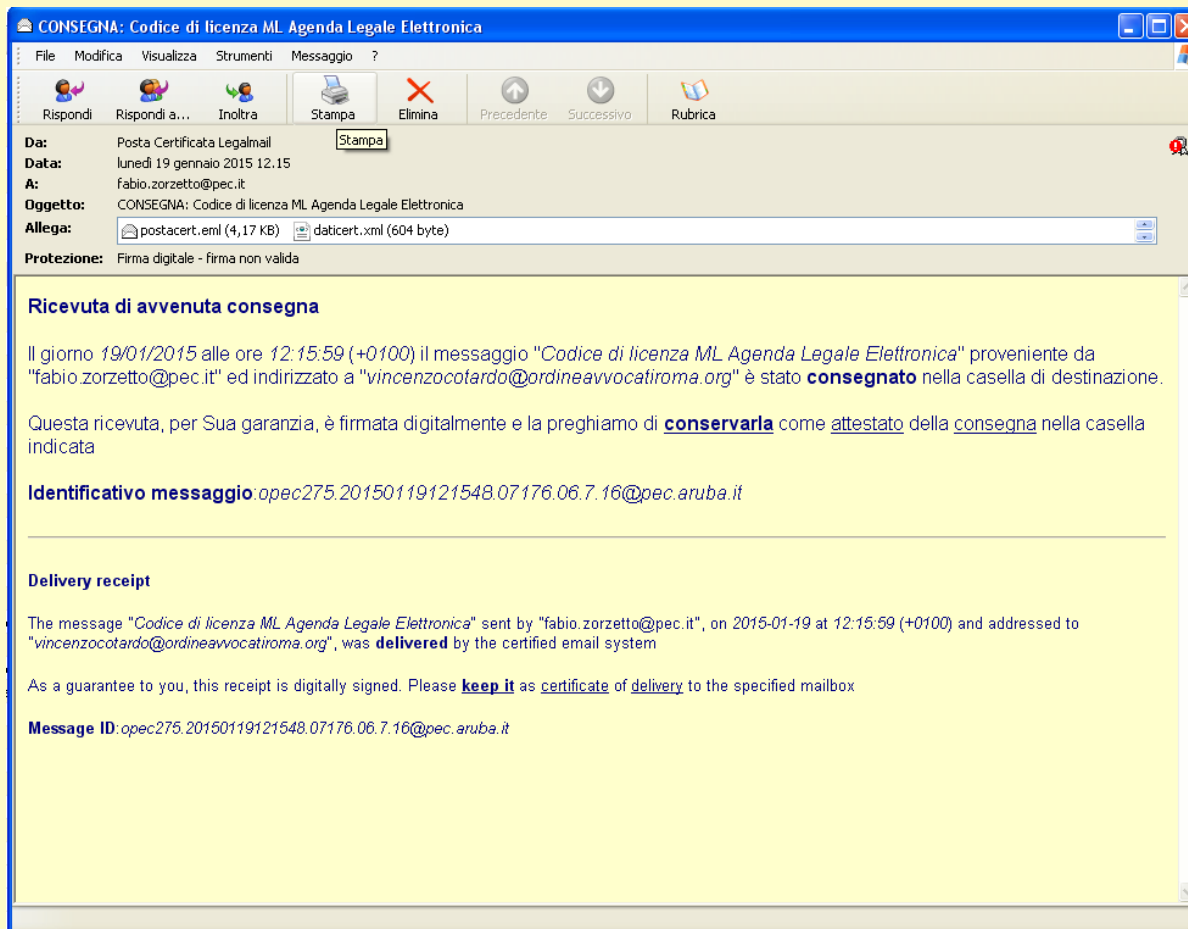 CONSEGNA: Codice di licenza ML Agenda Legale Elettronica
File Modifica Visualizza Strumenti Messaggio ?
Rispondi Rispondi a... Inoltra Stampa Elimina Precedente Successivo Rubrica
Stampa
Da: Posta Certificata Legalmail
Data: lunedì 19 gennaio 2015 12.15
A: fabio.zorzetto@pec.it
Oggetto: CONSEGNA: Codice di licenza ML Agenda Legale Elettronica
Allega: postacert.eml (4,17 KB) daticert.xml (604 byte)
Protezione: Firma digitale - firma non valida
Ricevuta di avvenuta consegna
Il giorno 19/01/2015 alle ore 12:15:59 (+0100) il messaggio "Codice di licenza ML Agenda Legale Elettronica" proveniente da
"fabio.zorzetto@pec.it" ed indirizzato a "vincenzocotardo@ordineavvocatiroma.org" è stato consegnato nella casella di destinazione.
Questa ricevuta, per Sua garanzia, è firmata digitalmente e la preghiamo di conservarla come attestato della consegna nella casella
indicata
Identificativo messaggio:opec275.20150119121548.07176.06.7.16@pec.aruba.it
Delivery receipt
The message "Codice di licenza ML Agenda Legale Elettronica" sent by "fabio.zorzetto@pec.it", on 2015-01-19 at 12:15:59 (+0100) and addressed to
"vincenzocotardo@ordineavvocatiroma.org", was delivered by the certified email system
As a guarantee to you, this receipt is digitally signed. Please keep it as certificate of delivery to the specified mailbox
Message ID:opec275.20150119121548.07176.06.7.16@pec.aruba.it